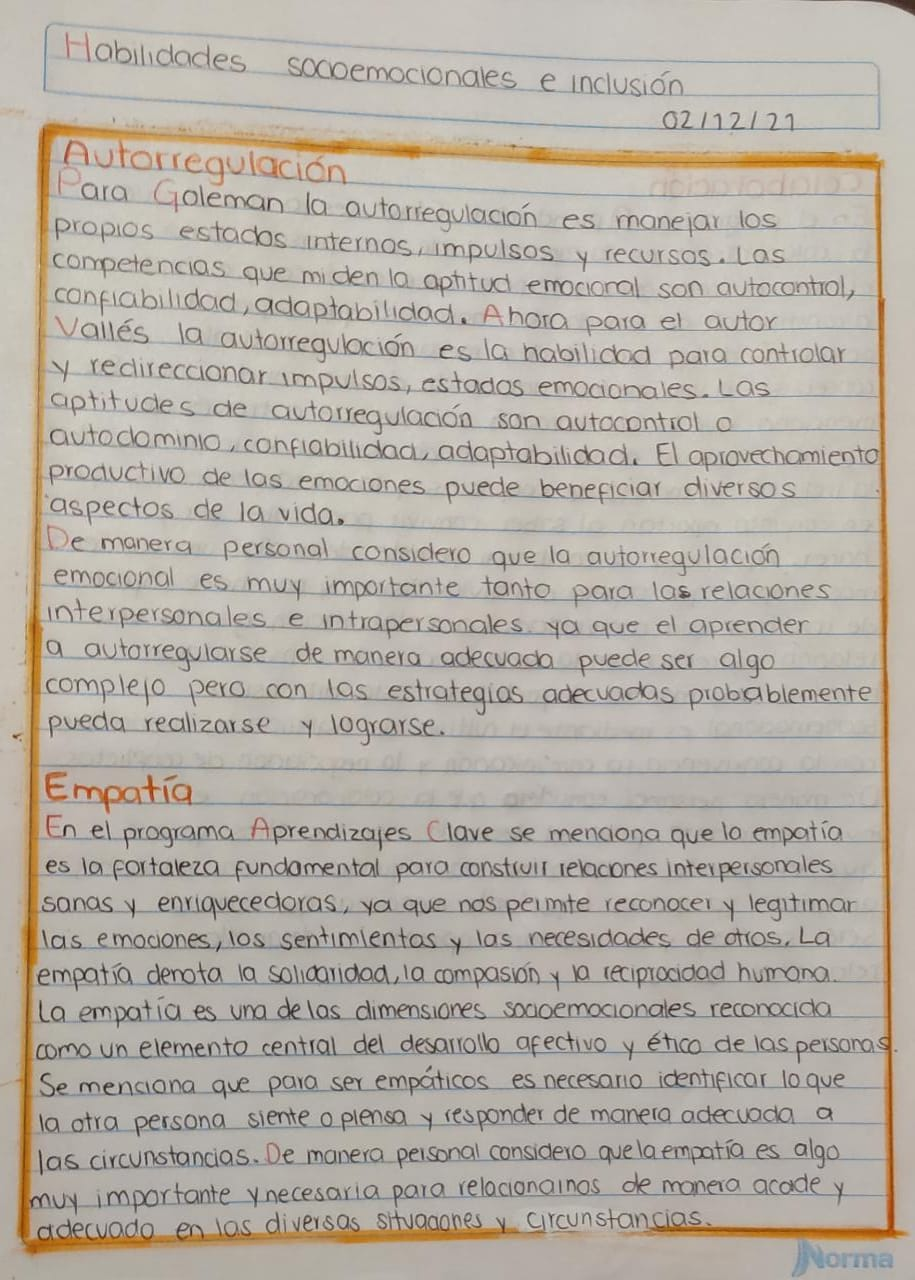 Habilidades socioemocionales e inclusión
02/12/21
Autorregulación
Para Goleman la autorregulación es manejar los
propios estados internos, impulsos y recursos. Las
competencias que miden la aptitud emocional son autocontrol,
confiabilidad, adaptabilidad. Ahora para el autor
Vallés la autorregulación es la habilidad para controlar
y redireccionar impulsos, estados emocionales. Las
aptitudes de autorregulación son autocontrol o
autodominio, confiabilidad, adaptabilidad. El aprovechamiento
productivo de las emociones puede beneficiar diversos
aspectos de la vida.
De manera personal considero que la autorregulación
emocional es muy importante tanto para las relaciones
interpersonales e intrapersonales ya que el aprender
a autorregularse de manera adecuada puede ser algo
complejo pero con las estrategias adecuadas probablemente
pueda realizarse y lograrse.
Empatía
En el programa Aprendizajes Clave se menciona que la empatía
es la fortaleza fundamental para construir relaciones interpersonales
sanas y enriquecedoras, ya que nos permite reconocer y legitimar
las emociones, los sentimientos y las necesidades de otros. La
empatía denota la solidaridad, la compasión y la reciprocidad humana.
La empatía es una de las dimensiones socioemocionales reconocida
como un elemento central del desarrollo afectivo y ético de las personas.
Se menciona que para ser empáticos es necesario identificar lo que
la otra persona siente o piensa y responder de manera adecuada a
las circunstancias. De manera personal considero que la empatía es algo
muy importante y necesaria para relacionarnos de manera acode y
adecuado en las diversas situaciones y circunstancias.
Norma